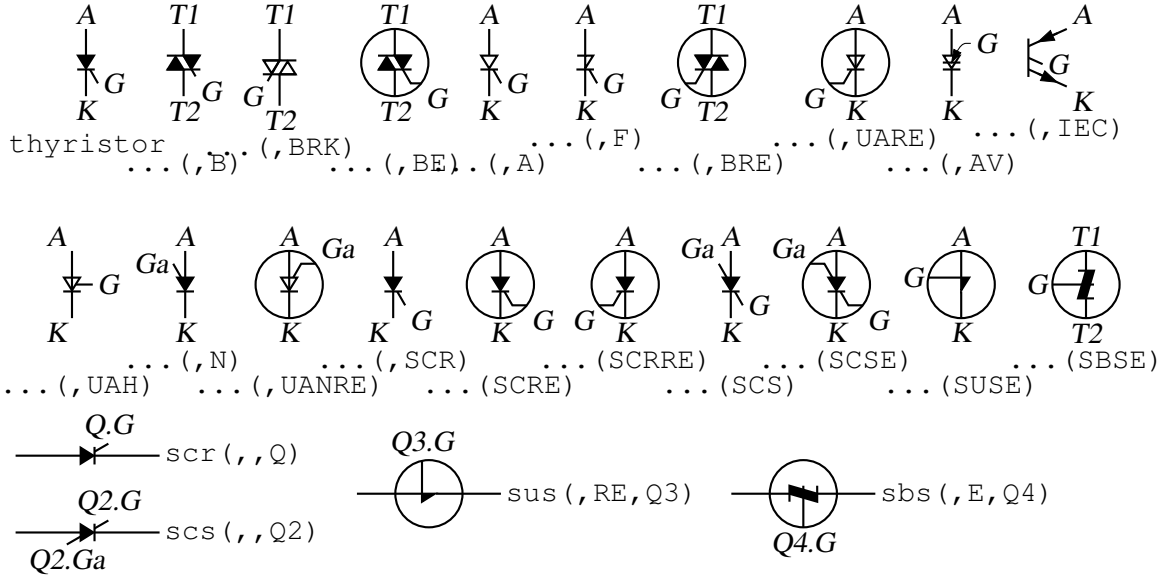 A T1 T1 T1 A A T1 A A A
G G G G G G G G G G
K T2 T2 T2 K K T2 K K K
thyristor ...(,BRK) ...(,F) ...(,UARE) ...(,IEC)
...(,B) ...(,BE) ...(,A) ...(,BRE) ...(,AV)
A A A A A A A A A T1
G Ga Ga G G G Ga G Ga G G G
K K K K K K K K K T2
...(,N) ...(,SCR) ...(SCRRE) ...(SCSE) ...(SBSE)
...(,UAH) ...(,UANRE) ...(SCRE) ...(SCS) ...(SUSE)
Q.G Q3.G
scr(,,Q)
sus(,RE,Q3) sbs(,E,Q4)
Q2.G
scs(,,Q2)
Q2.Ga Q4.G